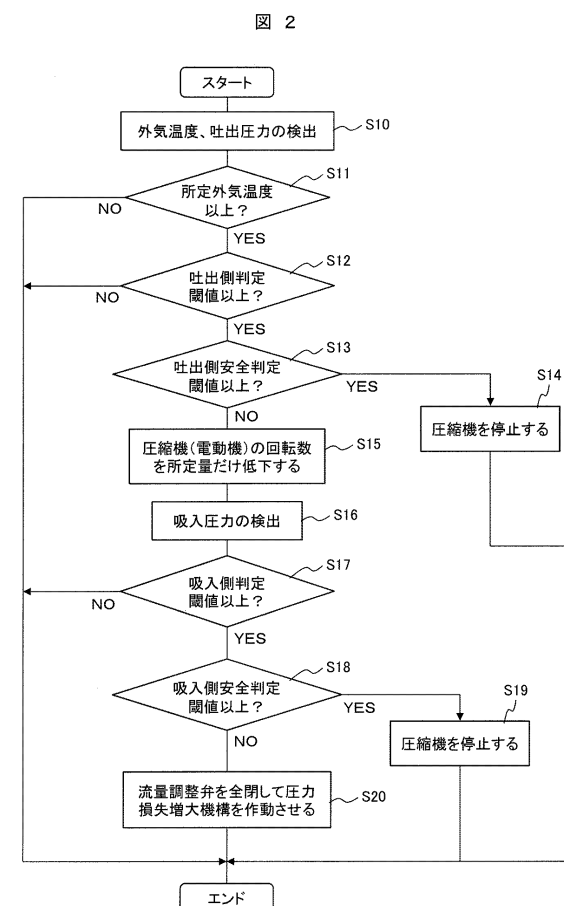 図 2
スタート
外気温度、吐出圧力の検出
S10
所定外気温度
以上?
S11
NO
YES
吐出側判定
閾値以上?
S12
NO
YES
吐出側安全判定
閾値以上?
S13
YES
NO
圧縮機を停止する
S14
圧縮機(電動機)の回転数
を所定量だけ低下する
S15
吸入圧力の検出
S16
吸入側判定
閾値以上?
S17
NO
YES
吸入側安全判定
閾値以上?
S18
YES
NO
圧縮機を停止する
S19
流量調整弁を全閉して圧力
損失増大機構を作動させる
S20
エンド